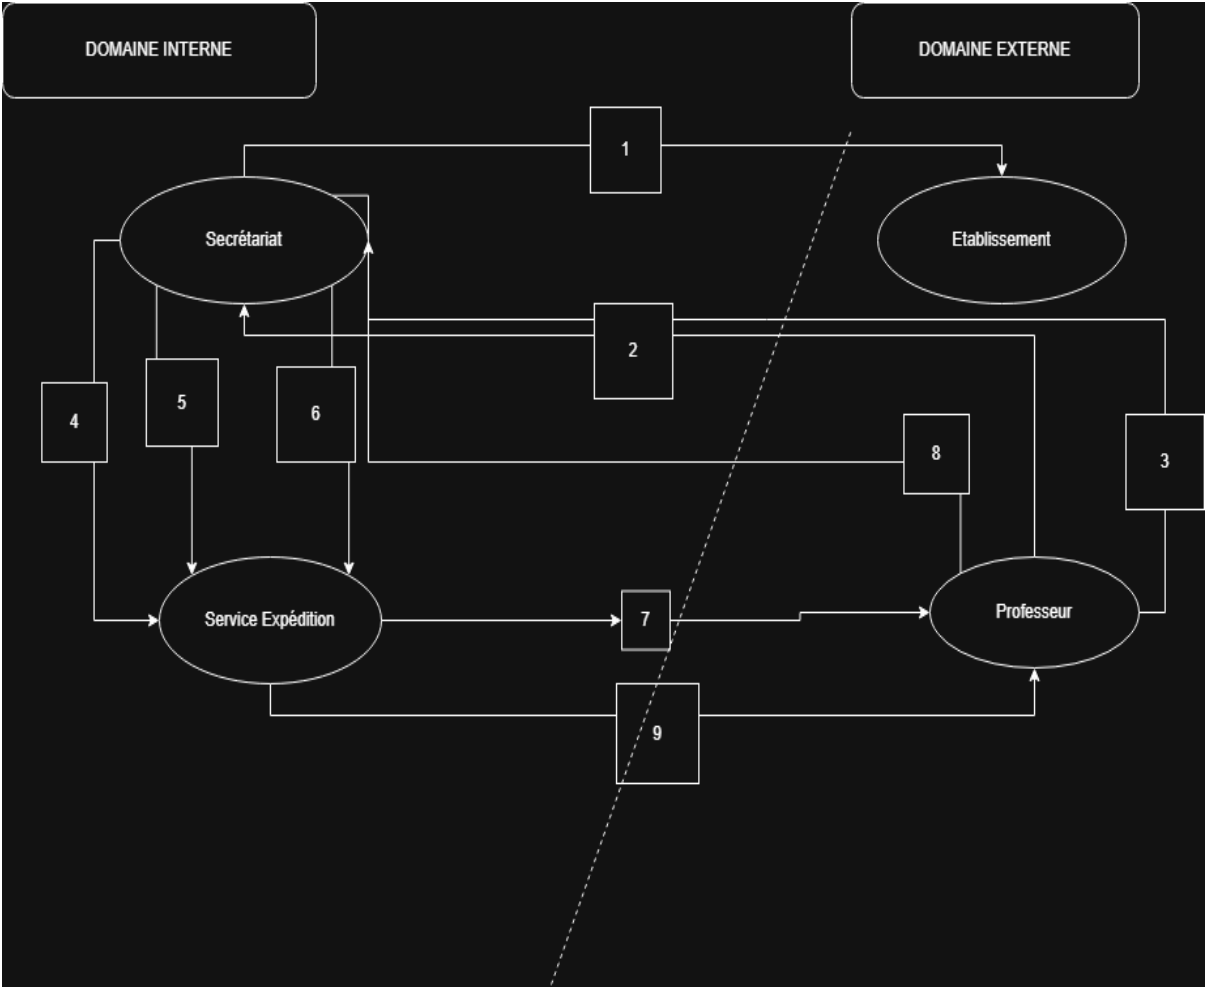 DOMAINE INTERNE
DOMAINE EXTERNE
1
Secrétariat
Etablissement
2
5
6
4
8
3
Service Expédition
7
Professeur
9